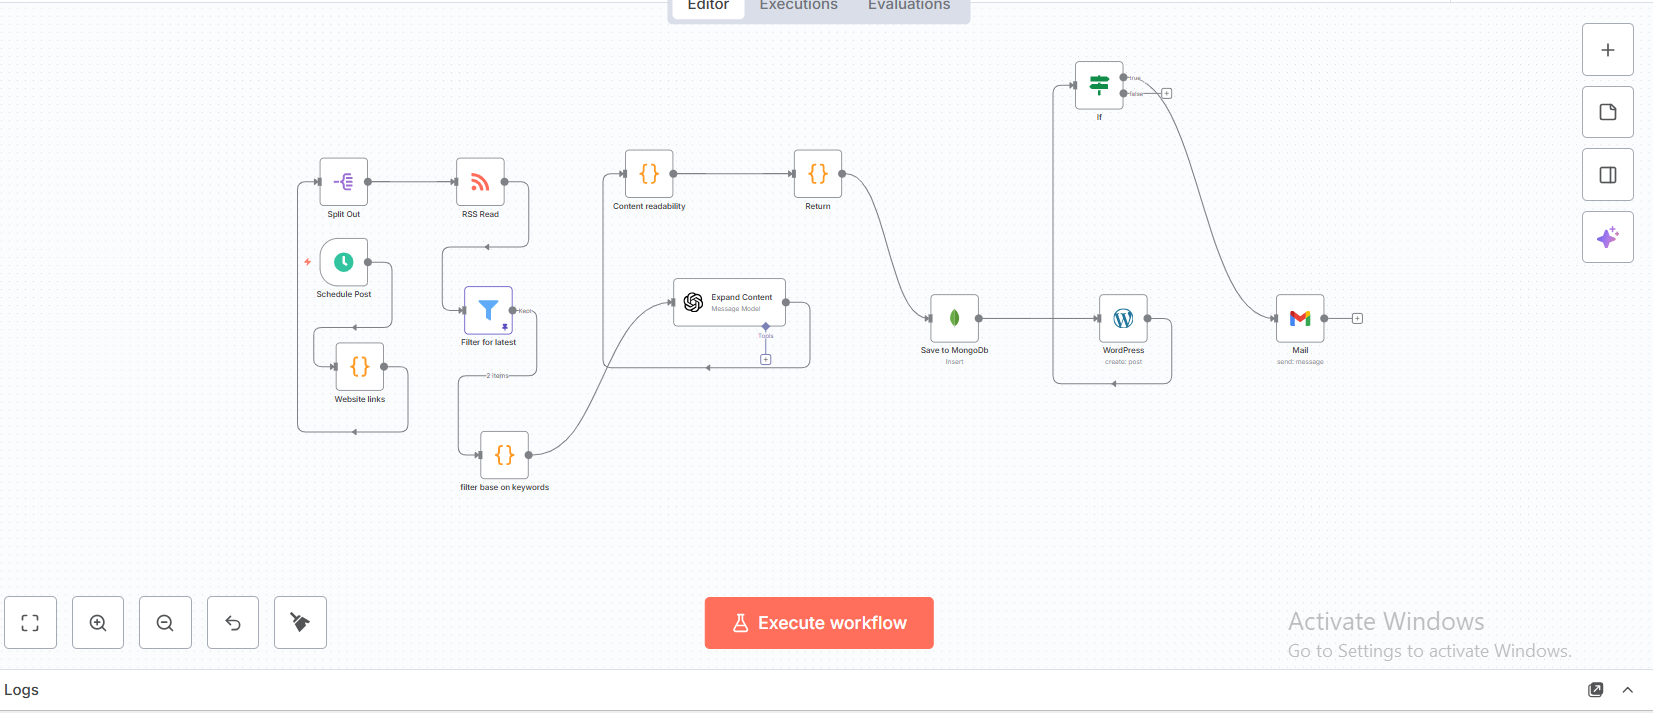 Editor Executions Evaluations
true
false
If
Split Out
RSS Read
Content readability
Return
Schedule Post
Expand Content
Message Model
Tools
Kept
Filter for latest
2 items
Website links
Save to MongoDb
Insert
WordPress
create: post
Mail
send: message
filter base on keywords
Execute workflow
Activate Windows
Go to Settings to activate Windows.
Logs